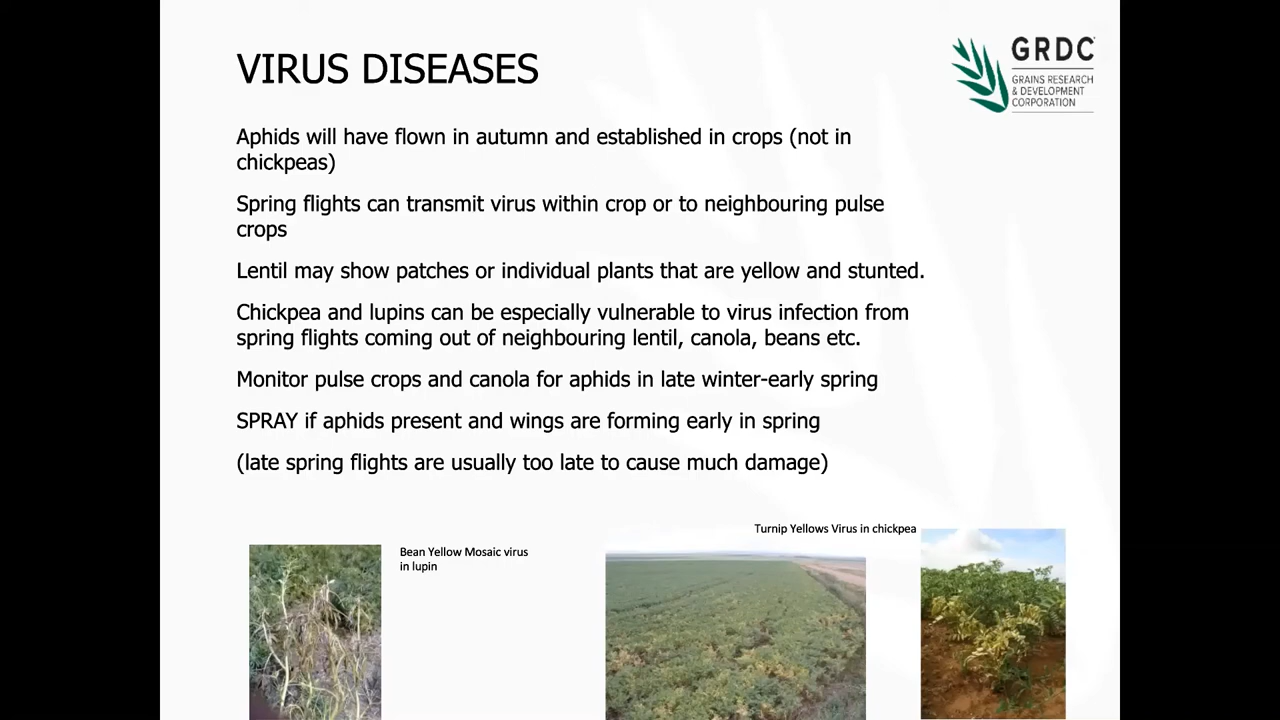 VIRUS DISEASES
GRDC
GRAINS RESEARCH
& DEVELOPMENT
CORPORATION
Aphids will have flown in autumn and established in crops (not in
chickpeas)
Spring flights can transmit virus within crop or to neighbouring pulse
crops
Lentil may show patches or individual plants that are yellow and stunted.
Chickpea and lupins can be especially vulnerable to virus infection from
spring flights coming out of neighbouring lentil, canola, beans etc.
Monitor pulse crops and canola for aphids in late winter-early spring
SPRAY if aphids present and wings are forming early in spring
(late spring flights are usually too late to cause much damage)
Turnip Yellows Virus in chickpea
Bean Yellow Mosaic virus
in lupin